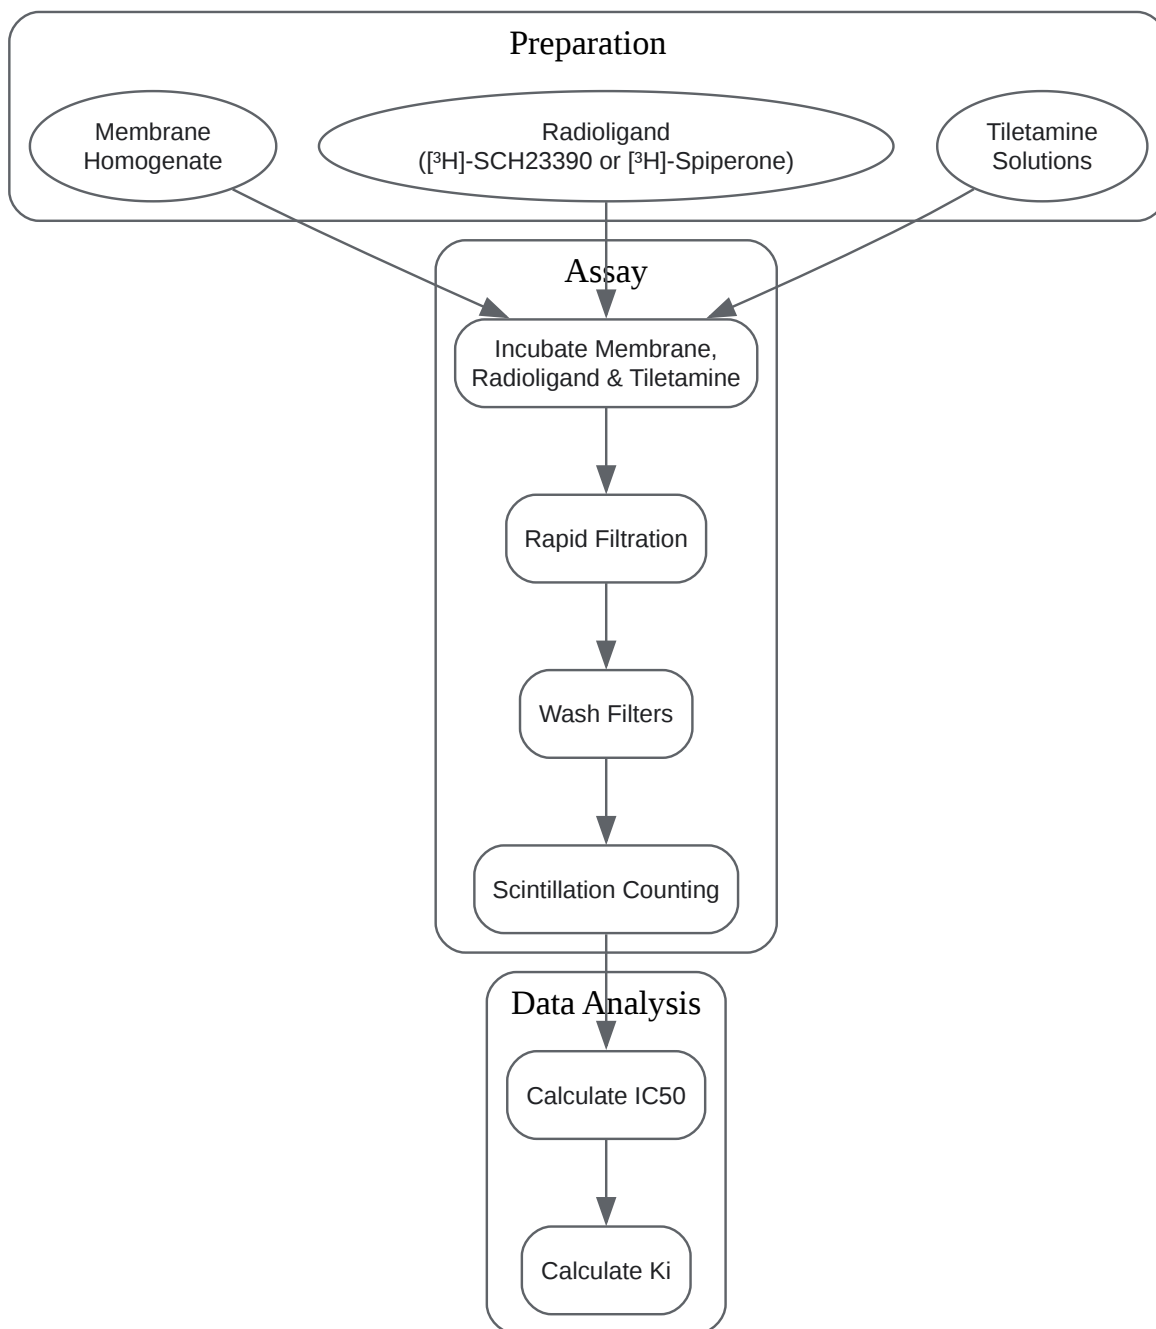 Preparation
Membrane
Homogenate
Radioligand
([³H]-SCH23390 or [³H]-Spiperone)
Tiletamine
Solutions
Assay
Incubate Membrane,
Radioligand & Tiletamine
Rapid Filtration
Wash Filters
Scintillation Counting
Data Analysis
Calculate IC50
Calculate Ki